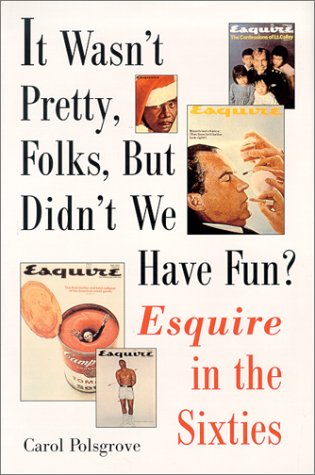 It Wasn't
Pretty,
Folks, But
Didn't We
Have Fun?
Esquire
in the
Sixties
Carol Polsgrove
Esquire
The Confessions of Lt. Calley
Esquire
Esquire
Esquire
Campbell's
TOMATO
Esquire